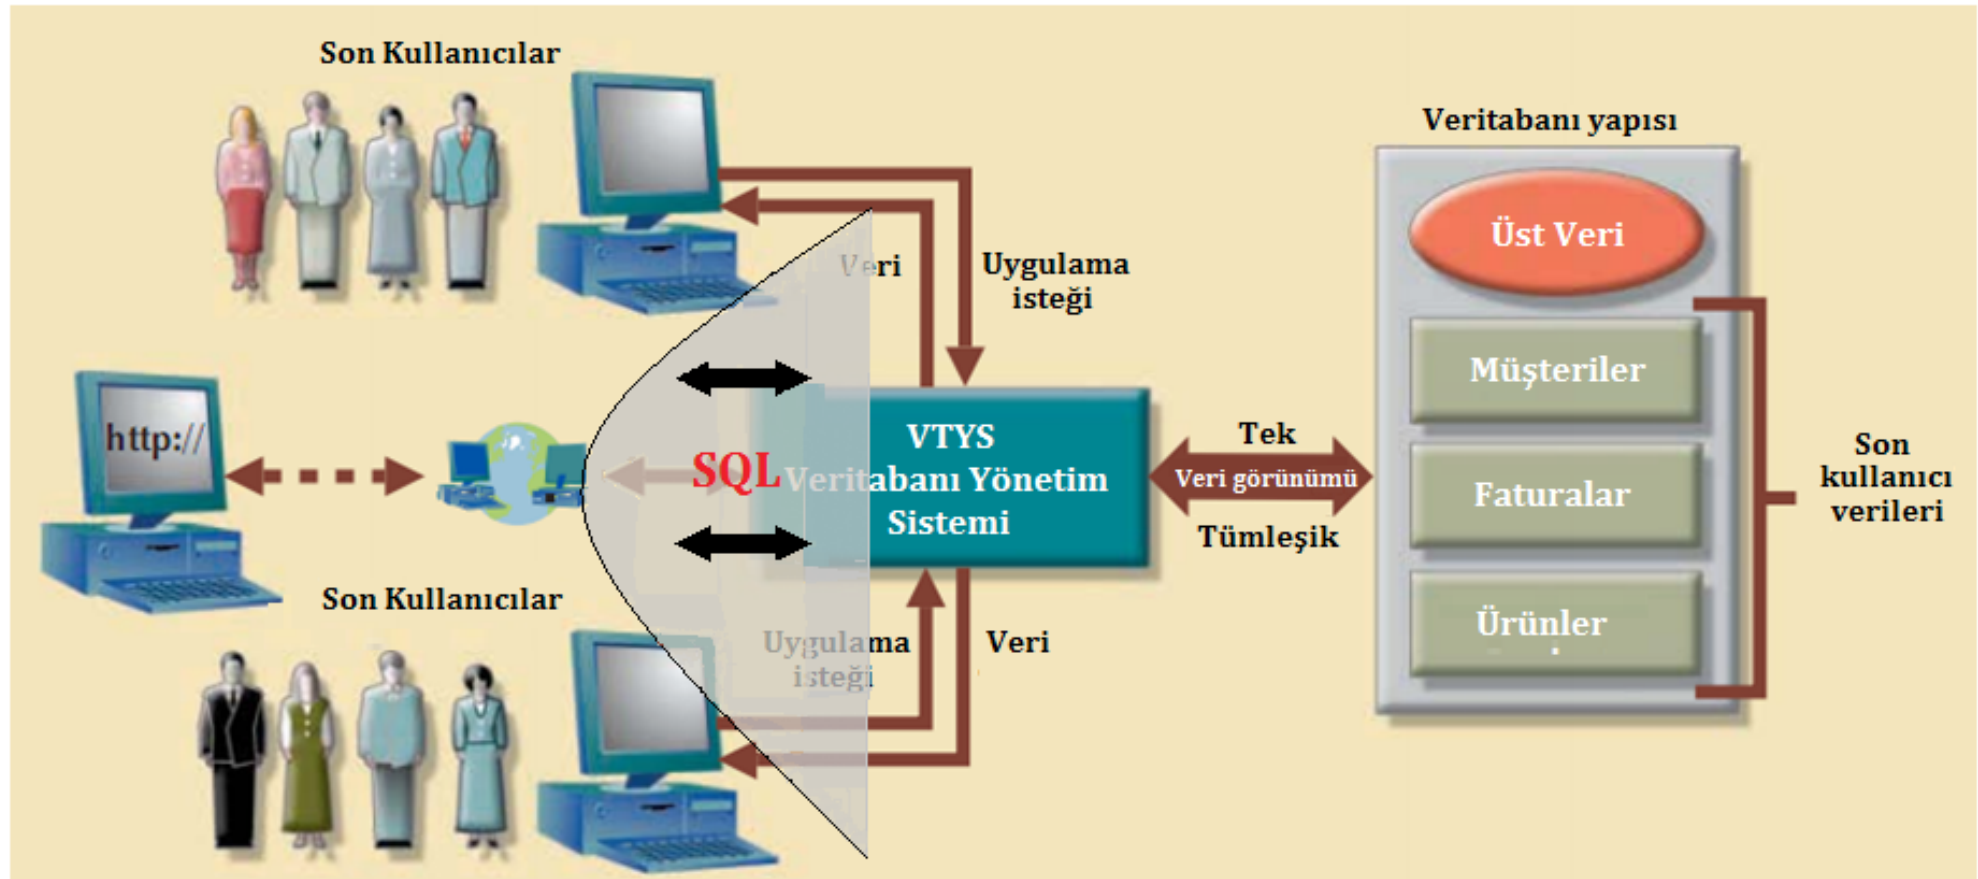 Son Kullanıcılar
Veri
Uygulama
isteği
http://
SQL
VTYS
Veritabanı Yönetim
Sistemi
Tek
Veri görünümü
Tümleşik
Son Kullanıcılar
Uygulama
isteği
Veri
Veritabanı yapısı
Üst Veri
Müşteriler
Faturalar
Ürünler
Son
kullanıcı
verileri